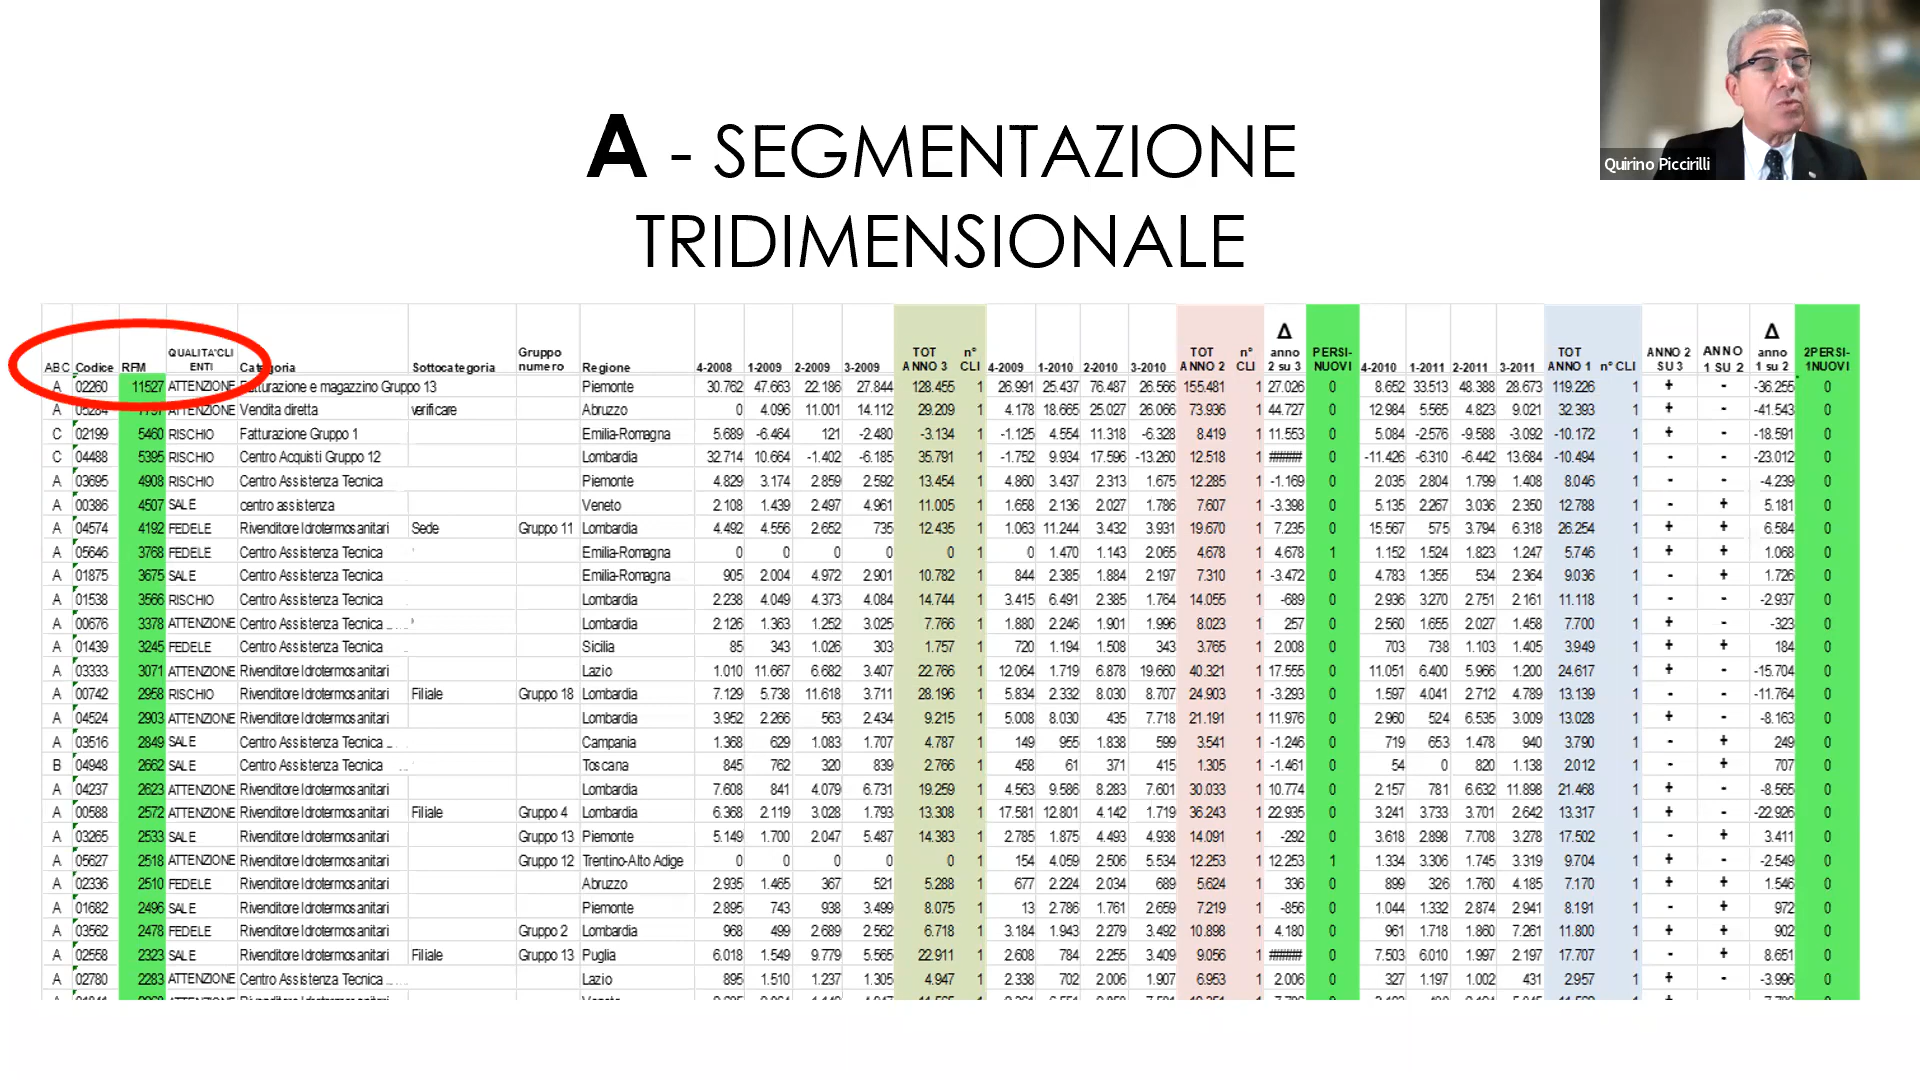 Quirino Piccirilli
A - SEGMENTAZIONE
TRIDIMENSIONALE
ABC Codice RFM QUALITA'CLIENTI Categoria Sottocategoria Gruppo numero Regione 4-2008 1-2009 2-2009 3-2009 TOT ANNO 3 n° CLI 4-2009 1-2010 2-2010 3-2010 TOT ANNO 2 n° CLI Δ anno 2 su 3 PERSI-NUOVI 4-2010 1-2011 2-2011 3-2011 TOT ANNO 1 n° CLI ANNO 2 SU 3 ANNO 1 SU 2 Δ anno 1 su 2 2PERSI-1NUOVI
A 02260 11527 ATTENZIONE Fatturazione e magazzino Gruppo 13 Piemonte 30.762 47.663 22.186 27.844 128.455 1 26.991 25.437 76.487 26.566 155.481 1 27.026 0 8.652 33.513 48.388 28.673 119.226 1 + - -36.255 0
A 05284 ATTENZIONE Vendita diretta verificare Abruzzo 0 4.096 11.001 14.112 29.209 1 4.178 18.665 25.027 26.066 73.936 1 44.727 0 12.984 5.565 4.823 9.021 32.393 1 + - -41.543 0
C 02199 5460 RISCHIO Fatturazione Gruppo 1 Emilia-Romagna 5.689 -6.464 121 -2.480 -3.134 1 -1.125 4.554 11.318 -6.328 8.419 1 11.553 0 5.084 -2.576 -9.588 -3.092 -10.172 1 + - -18.591 0
C 04488 5395 RISCHIO Centro Acquisti Gruppo 12 Lombardia 32.714 10.664 -1.402 -6.185 35.791 1 -1.752 9.934 17.596 -13.260 12.518 1 ##### 0 -11.426 -6.310 -6.442 13.684 -10.494 1 - - -23.012 0
A 03695 4908 RISCHIO Centro Assistenza Tecnica Piemonte 4.829 3.174 2.859 2.592 13.454 1 4.860 3.437 2.313 1.675 12.285 1 -1.169 0 2.035 2.804 1.799 1.408 8.046 1 - - -4.239 0
A 00386 4507 SALE centro assistenza Veneto 2.108 1.439 2.497 4.961 11.005 1 1.658 2.136 2.027 1.786 7.607 1 -3.398 0 5.135 2.267 3.036 2.350 12.788 1 - + 5.181 0
A 04574 4192 FEDELE Rivenditore Idrotermosanitari Sede Gruppo 11 Lombardia 4.492 4.556 2.652 735 12.435 1 1.063 11.244 3.432 3.931 19.670 1 7.235 0 15.567 575 3.794 6.318 26.254 1 + + 6.584 0
A 05646 3768 FEDELE Centro Assistenza Tecnica Emilia-Romagna 0 0 0 0 0 1 0 1.470 1.143 2.065 4.678 1 4.678 1 1.152 1.524 1.823 1.247 5.746 1 + + 1.068 0
A 01875 3675 SALE Centro Assistenza Tecnica Emilia-Romagna 905 2.004 4.972 2.901 10.782 1 844 2.385 1.884 2.197 7.310 1 -3.472 0 4.783 1.355 534 2.364 9.036 1 - + 1.726 0
A 01538 3566 RISCHIO Centro Assistenza Tecnica Lombardia 2.238 4.049 4.373 4.084 14.744 1 3.415 6.491 2.385 1.764 14.055 1 -689 0 2.936 3.270 2.751 2.161 11.118 1 - - -2.937 0
A 00676 3378 ATTENZIONE Centro Assistenza Tecnica Lombardia 2.126 1.363 1.252 3.025 7.766 1 1.880 2.246 1.901 1.996 8.023 1 257 0 2.560 1.655 2.027 1.458 7.700 1 + - -323 0
A 01439 3245 FEDELE Centro Assistenza Tecnica Sicilia 85 343 1.026 303 1.757 1 720 1.194 1.508 343 3.765 1 2.008 0 703 738 1.103 1.405 3.949 1 + + 184 0
A 03333 3071 ATTENZIONE Rivenditore Idrotermosanitari Lazio 1.010 11.667 6.682 3.407 22.766 1 12.064 1.719 6.878 19.660 40.321 1 17.555 0 11.051 6.400 5.966 1.200 24.617 1 + - -15.704 0
A 00742 2958 RISCHIO Rivenditore Idrotermosanitari Filiale Gruppo 18 Lombardia 7.129 5.738 11.618 3.711 28.196 1 5.834 2.332 8.030 8.707 24.903 1 -3.293 0 1.597 4.041 2.712 4.789 13.139 1 - - -11.764 0
A 04524 2903 ATTENZIONE Rivenditore Idrotermosanitari Lombardia 3.952 2.266 563 2.434 9.215 1 5.008 8.030 435 7.718 21.191 1 11.976 0 2.960 524 6.535 3.009 13.028 1 + - -8.163 0
A 03516 2849 SALE Centro Assistenza Tecnica Campania 1.368 629 1.083 1.707 4.787 1 149 955 1.838 599 3.541 1 -1.246 0 719 653 1.478 940 3.790 1 - + 249 0
B 04948 2662 SALE Centro Assistenza Tecnica Toscana 845 762 320 839 2.766 1 458 61 371 415 1.305 1 -1.461 0 54 0 820 1.138 2.012 1 - + 707 0
A 04237 2623 ATTENZIONE Rivenditore Idrotermosanitari Lombardia 7.608 841 4.079 6.731 19.259 1 4.563 9.586 8.283 7.601 30.033 1 10.774 0 2.157 781 6.632 11.898 21.468 1 + - -8.565 0
A 00588 2572 ATTENZIONE Rivenditore Idrotermosanitari Filiale Gruppo 4 Lombardia 6.368 2.119 3.028 1.793 13.308 1 17.581 12.801 4.142 1.719 36.243 1 22.935 0 3.241 3.733 3.701 2.642 13.317 1 + - -22.926 0
A 03265 2533 SALE Rivenditore Idrotermosanitari Gruppo 13 Piemonte 5.149 1.700 2.047 5.487 14.383 1 2.785 1.875 4.493 4.938 14.091 1 -292 0 3.618 2.898 7.708 3.278 17.502 1 - + 3.411 0
A 05627 2518 ATTENZIONE Rivenditore Idrotermosanitari Gruppo 12 Trentino-Alto Adige 0 0 0 0 0 1 154 4.059 2.506 5.534 12.253 1 12.253 1 1.334 3.306 1.745 3.319 9.704 1 + - -2.549 0
A 02336 2510 FEDELE Rivenditore Idrotermosanitari Abruzzo 2.935 1.465 367 521 5.288 1 677 2.224 2.034 689 5.624 1 336 0 899 326 1.760 4.185 7.170 1 + + 1.546 0
A 01682 2496 SALE Rivenditore Idrotermosanitari Piemonte 2.895 743 938 3.499 8.075 1 13 2.786 1.761 2.659 7.219 1 -856 0 1.044 1.332 2.874 2.941 8.191 1 - + 972 0
A 03562 2478 FEDELE Rivenditore Idrotermosanitari Gruppo 2 Lombardia 968 499 2.689 2.562 6.718 1 3.184 1.943 2.279 3.492 10.898 1 4.180 0 961 1.718 1.860 7.261 11.800 1 + + 902 0
A 02558 2323 SALE Rivenditore Idrotermosanitari Filiale Gruppo 13 Puglia 6.018 1.549 9.779 5.565 22.911 1 2.608 784 2.255 3.409 9.056 1 ##### 0 7.503 6.010 1.997 2.197 17.707 1 - + 8.651 0
A 02780 2283 ATTENZIONE Centro Assistenza Tecnica Lazio 895 1.510 1.237 1.305 4.947 1 2.338 702 2.006 1.907 6.953 1 2.006 0 327 1.197 1.002 431 2.957 1 + - -3.996 0